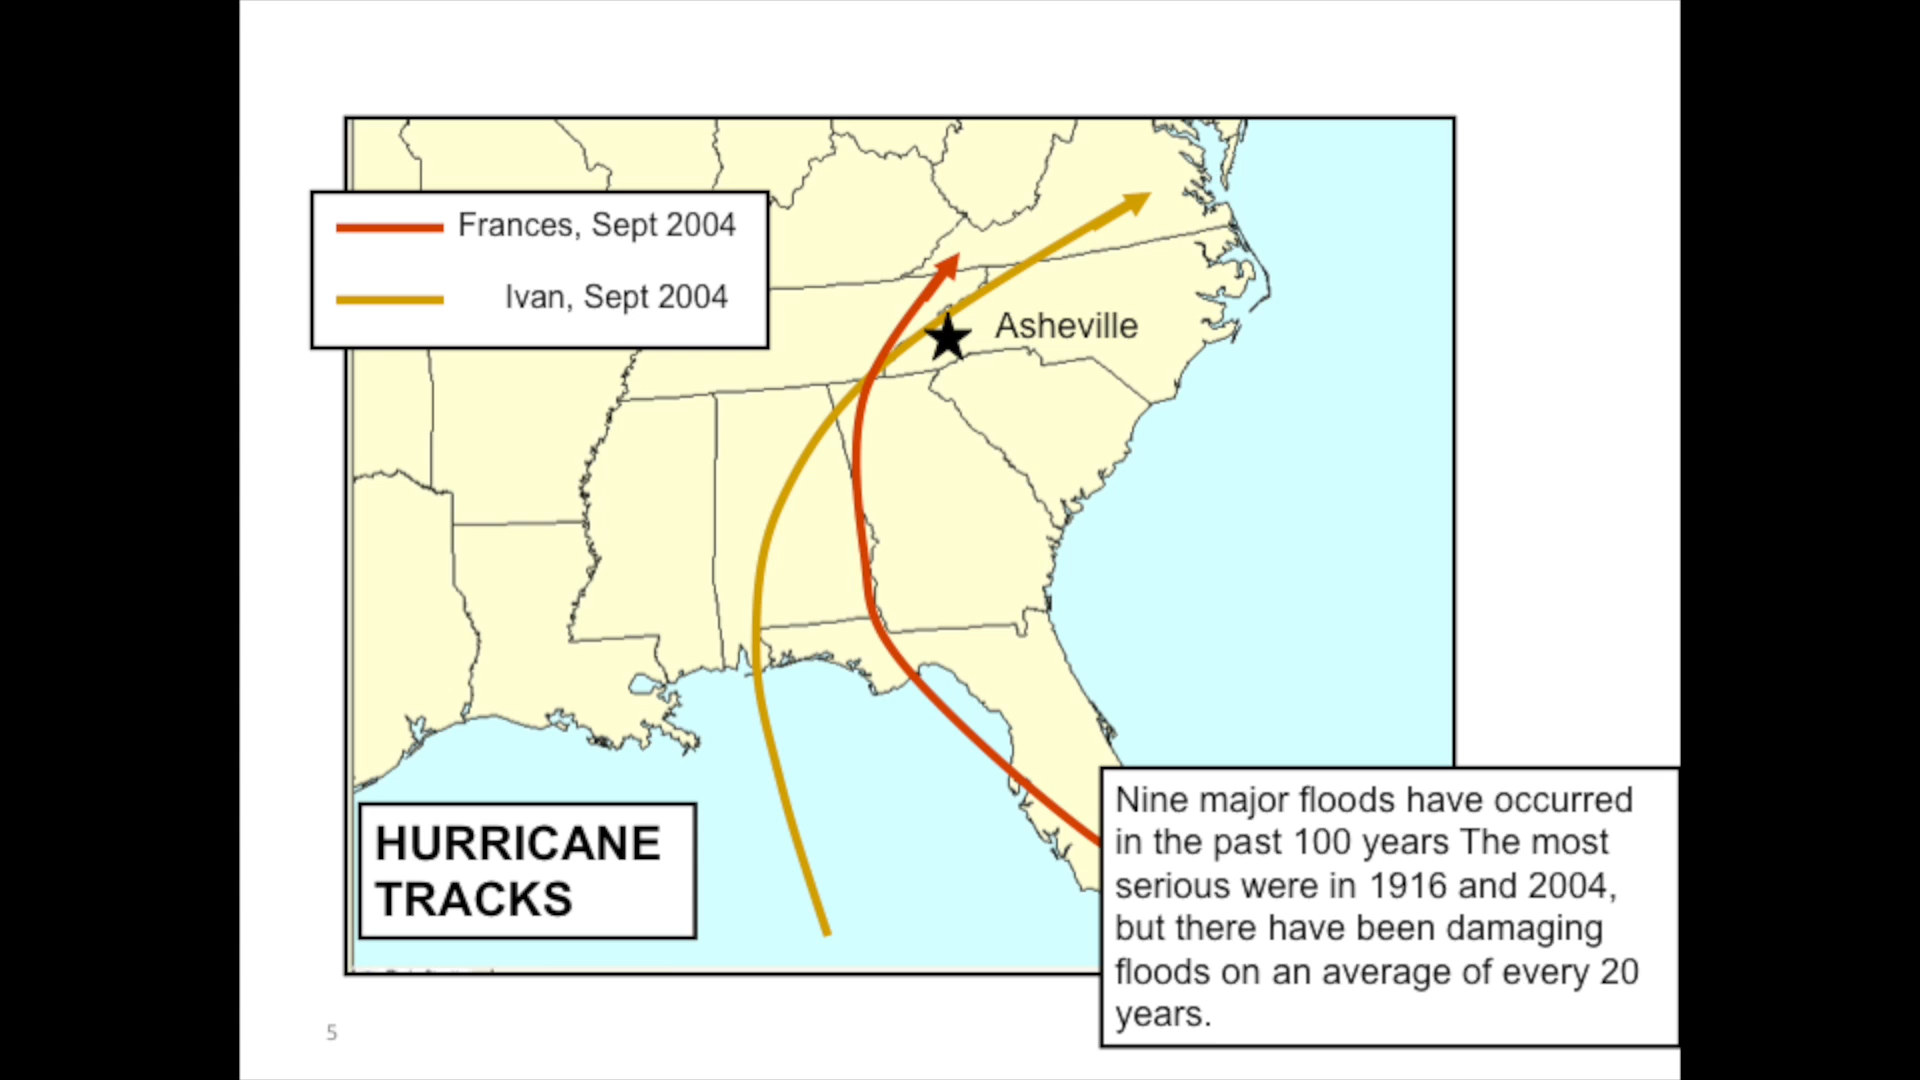 Frances, Sept 2004
Ivan, Sept 2004
Asheville
HURRICANE
TRACKS
Nine major floods have occurred
in the past 100 years The most
serious were in 1916 and 2004,
but there have been damaging
floods on an average of every 20
years.
5